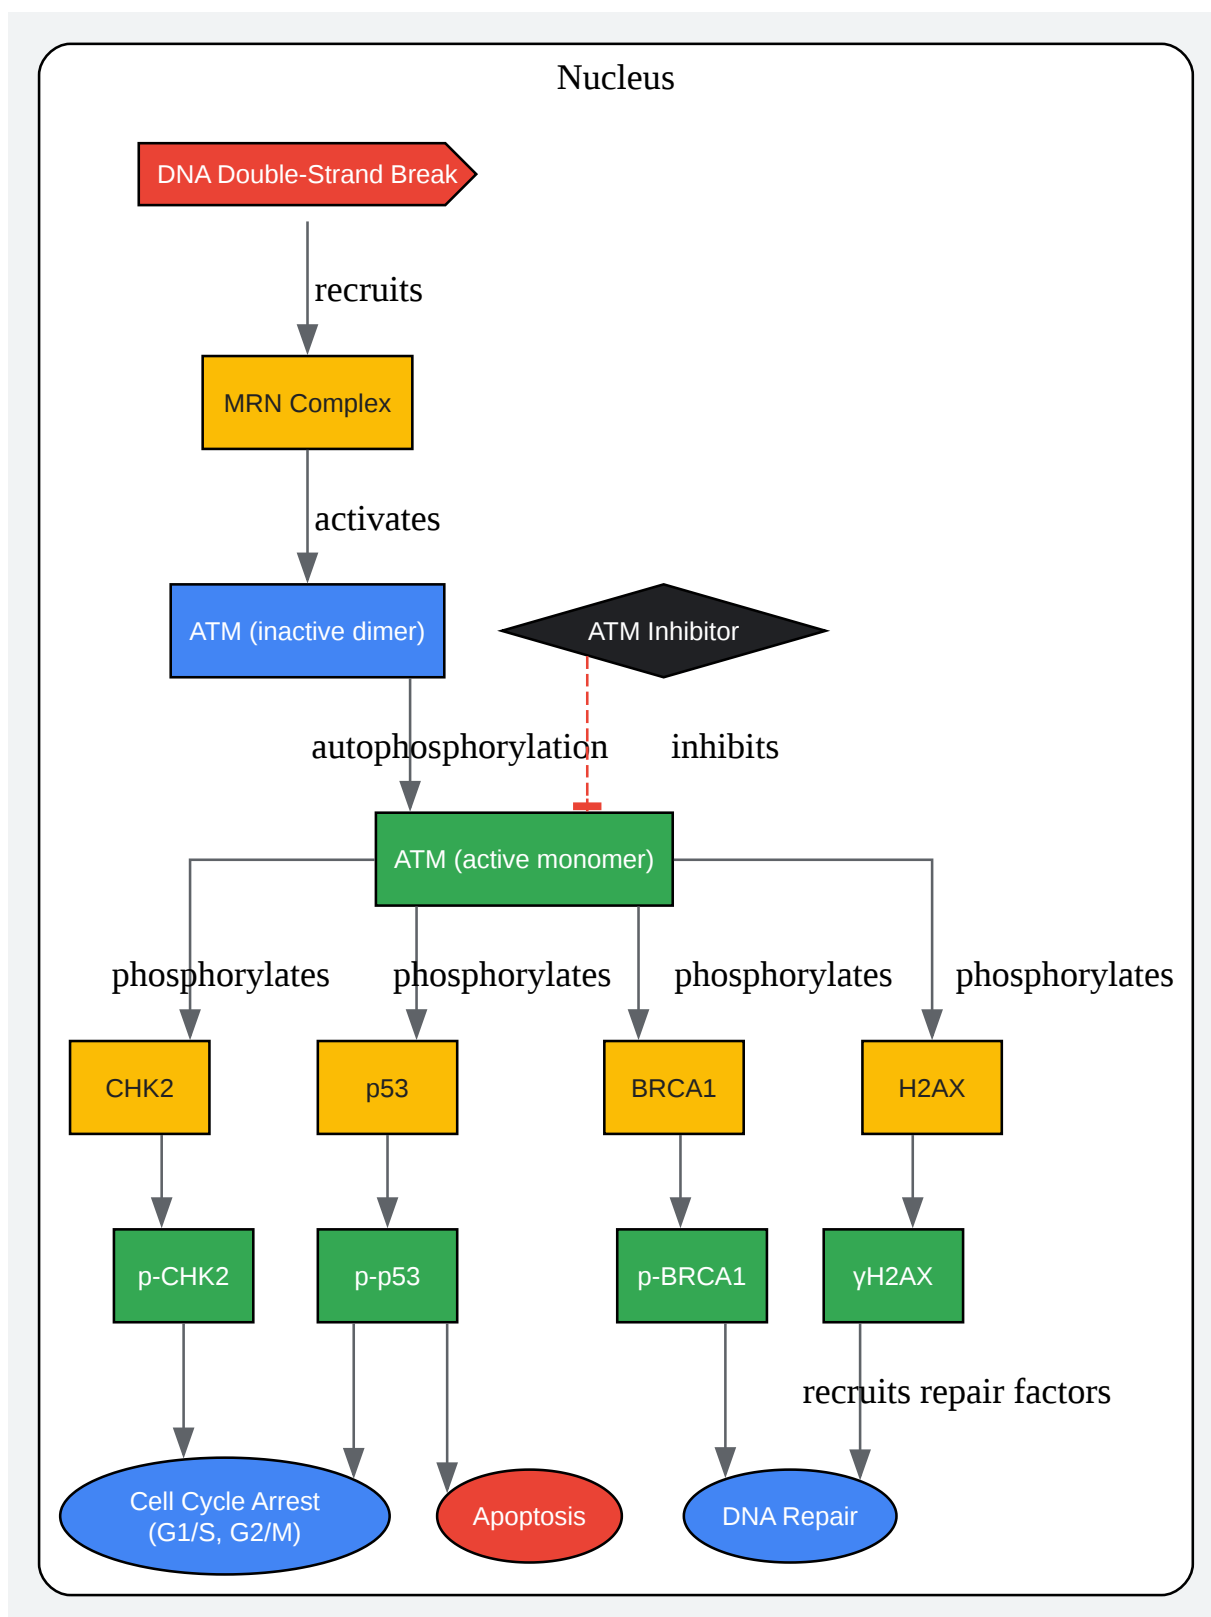 Nucleus
DNA Double-Strand Break
recruits
MRN Complex
activates
ATM (inactive dimer)
ATM Inhibitor
autophosphorylation
inhibits
ATM (active monomer)
phosphorylates
phosphorylates
phosphorylates
phosphorylates
CHK2
p53
BRCA1
H2AX
p-CHK2
p-p53
p-BRCA1
γH2AX
recruits repair factors
Cell Cycle Arrest
(G1/S, G2/M)
Apoptosis
DNA Repair